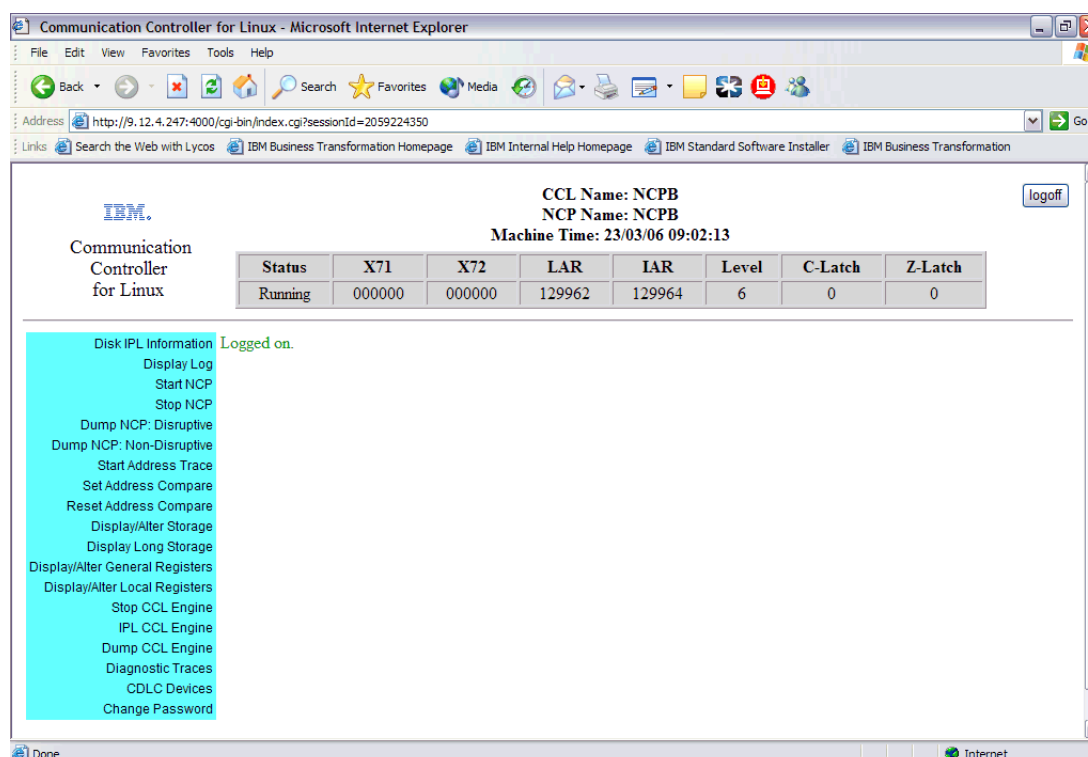 Communication Controller for Linux - Microsoft Internet Explorer
File Edit View Favorites Tools Help
Back Search Favorites Media
Address http://9.12.4.247:4000/cgi-bin/index.cgi?sessionId=2059224350 Go
Links Search the Web with Lycos IBM Business Transformation Homepage IBM Internal Help Homepage IBM Standard Software Installer IBM Business Transformation
IBM.
Communication
Controller
for Linux
CCL Name: NCPB
NCP Name: NCPB
Machine Time: 23/03/06 09:02:13
logoff
Status X71 X72 LAR IAR Level C-Latch Z-Latch
Running 000000 000000 129962 129964 6 0 0
Disk IPL Information
Logged on.
Display Log
Start NCP
Stop NCP
Dump NCP: Disruptive
Dump NCP: Non-Disruptive
Start Address Trace
Set Address Compare
Reset Address Compare
Display/Alter Storage
Display Long Storage
Display/Alter General Registers
Display/Alter Local Registers
Stop CCL Engine
IPL CCL Engine
Dump CCL Engine
Diagnostic Traces
CDLC Devices
Change Password
Done Internet